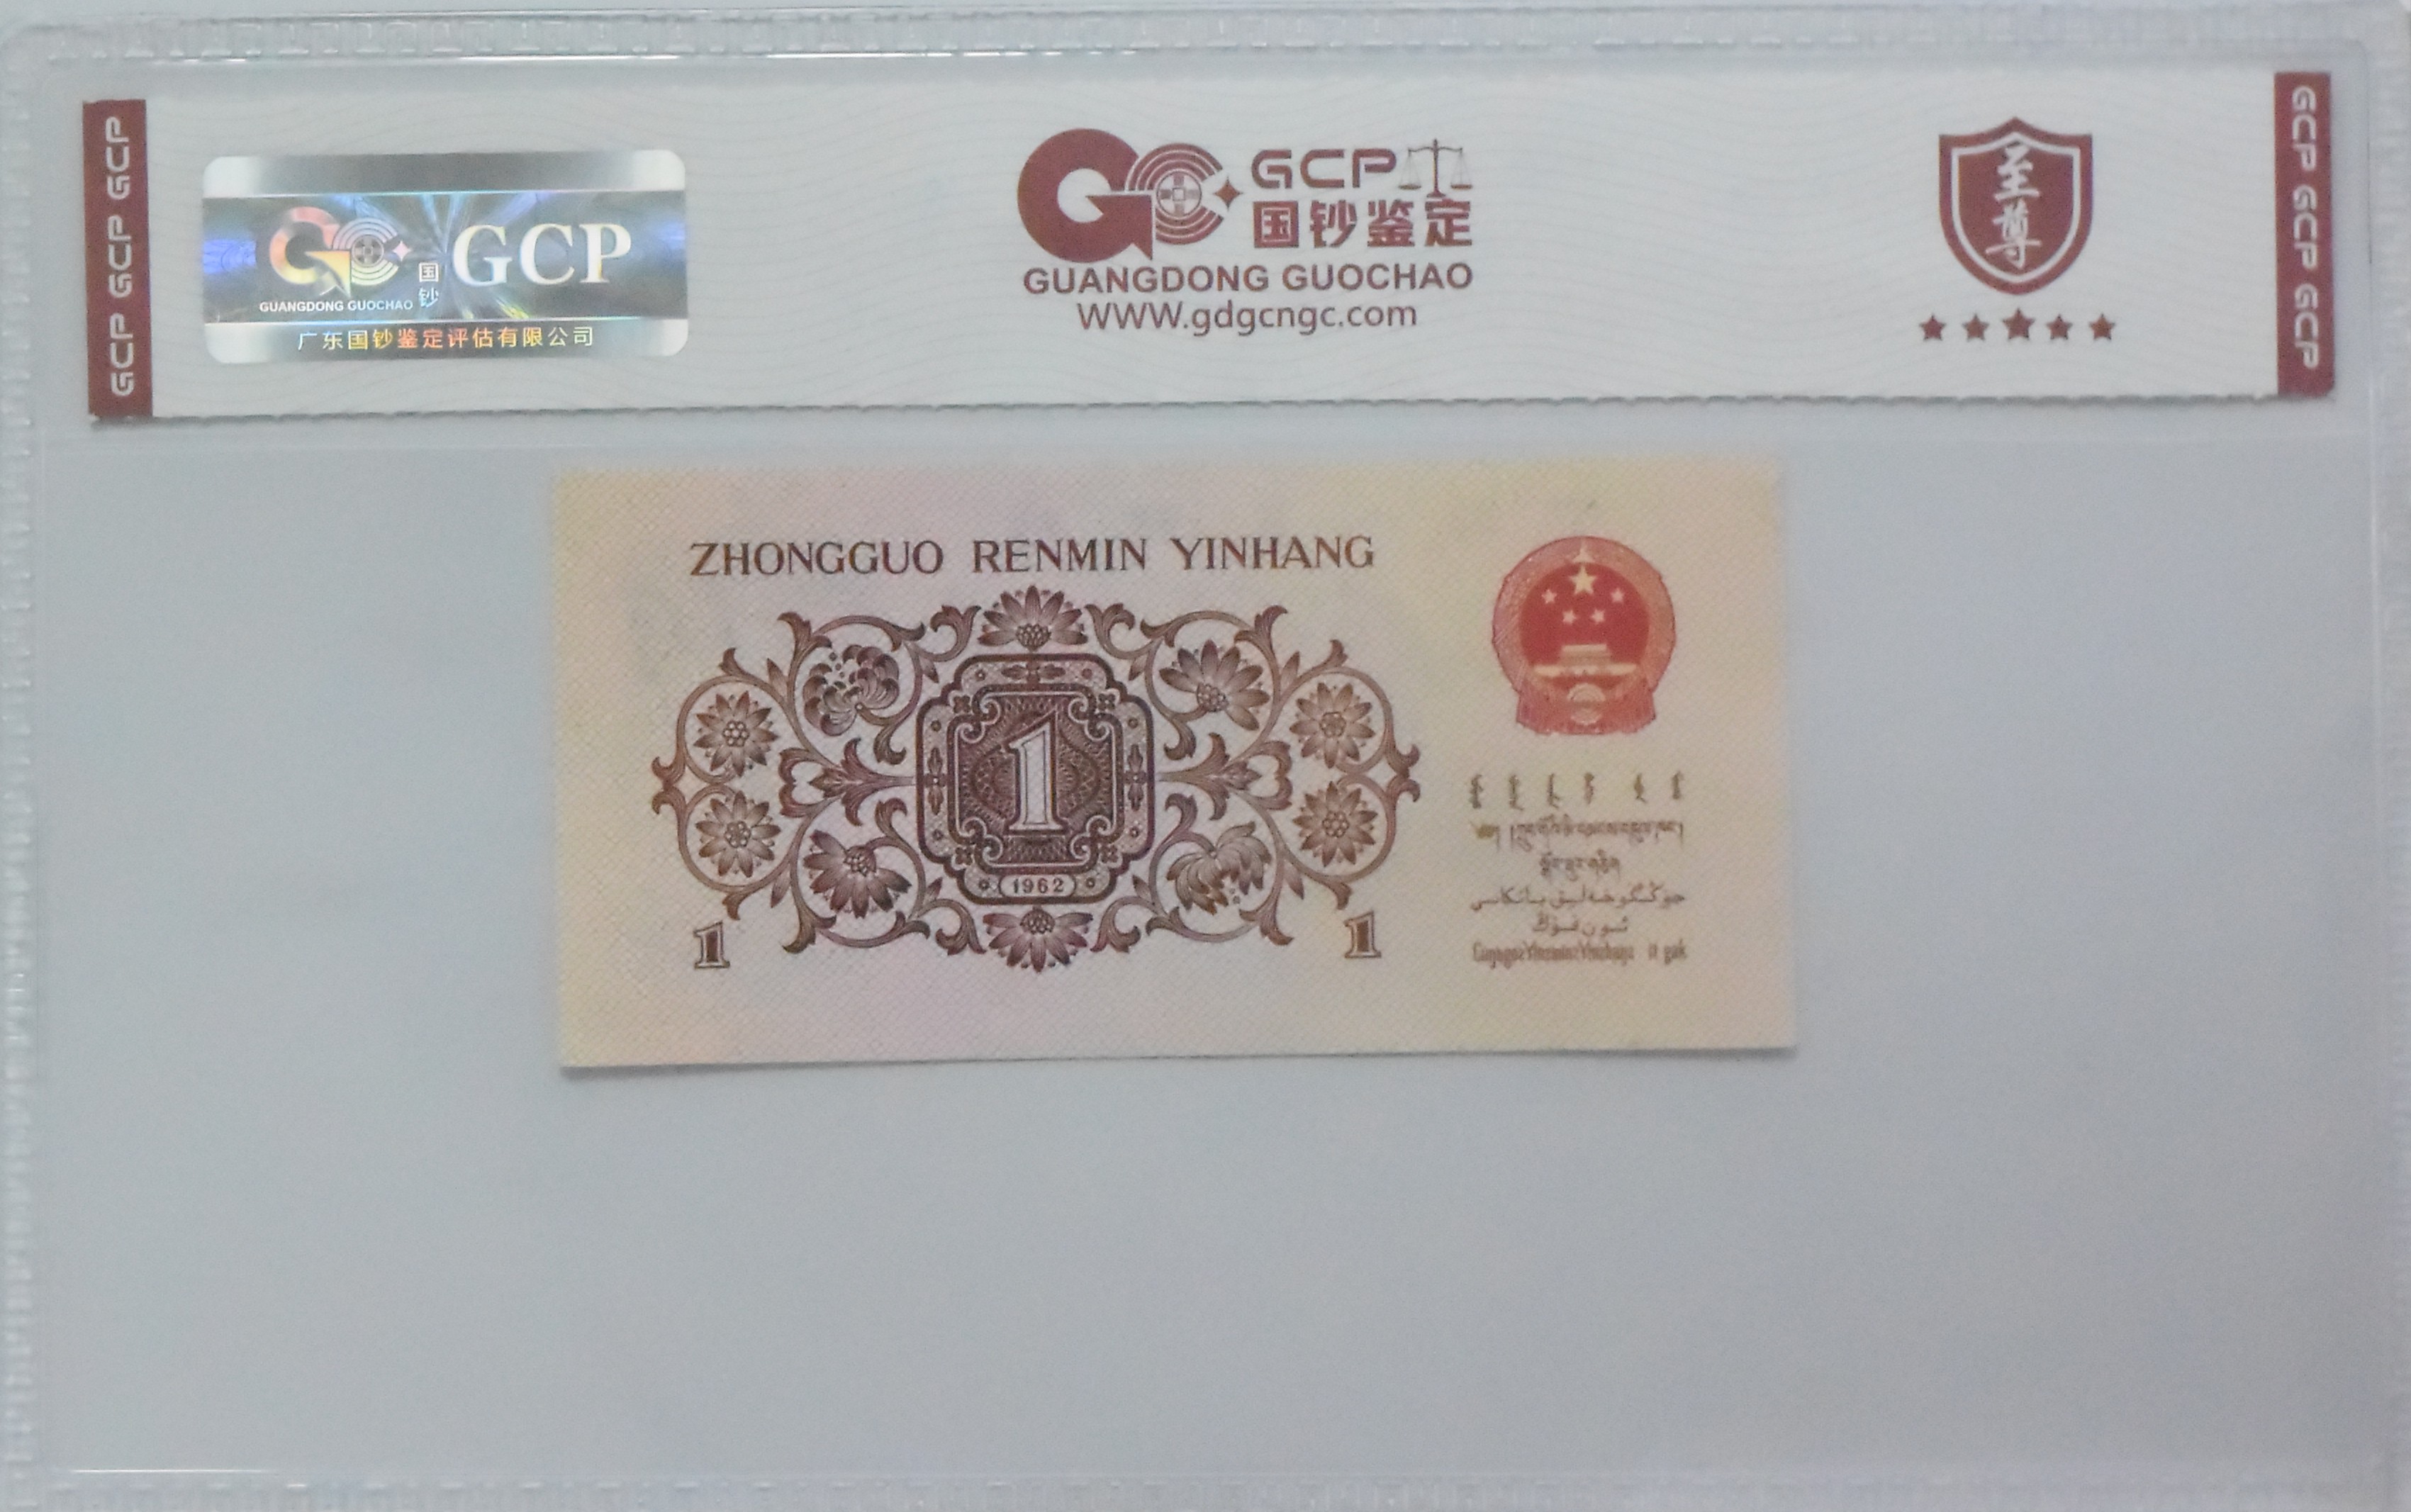 GCP GCP GCP
GUANGDONG GUOCHAO
国钞
GCP
广东国钞鉴定评估有限公司
GCP
国钞鉴定
GUANGDONG GUOCHAO
WWW.gdgcngc.com
至尊
GCP GCP GCP
ZHONGGUO RENMIN YINHANG
1
1962
1
1